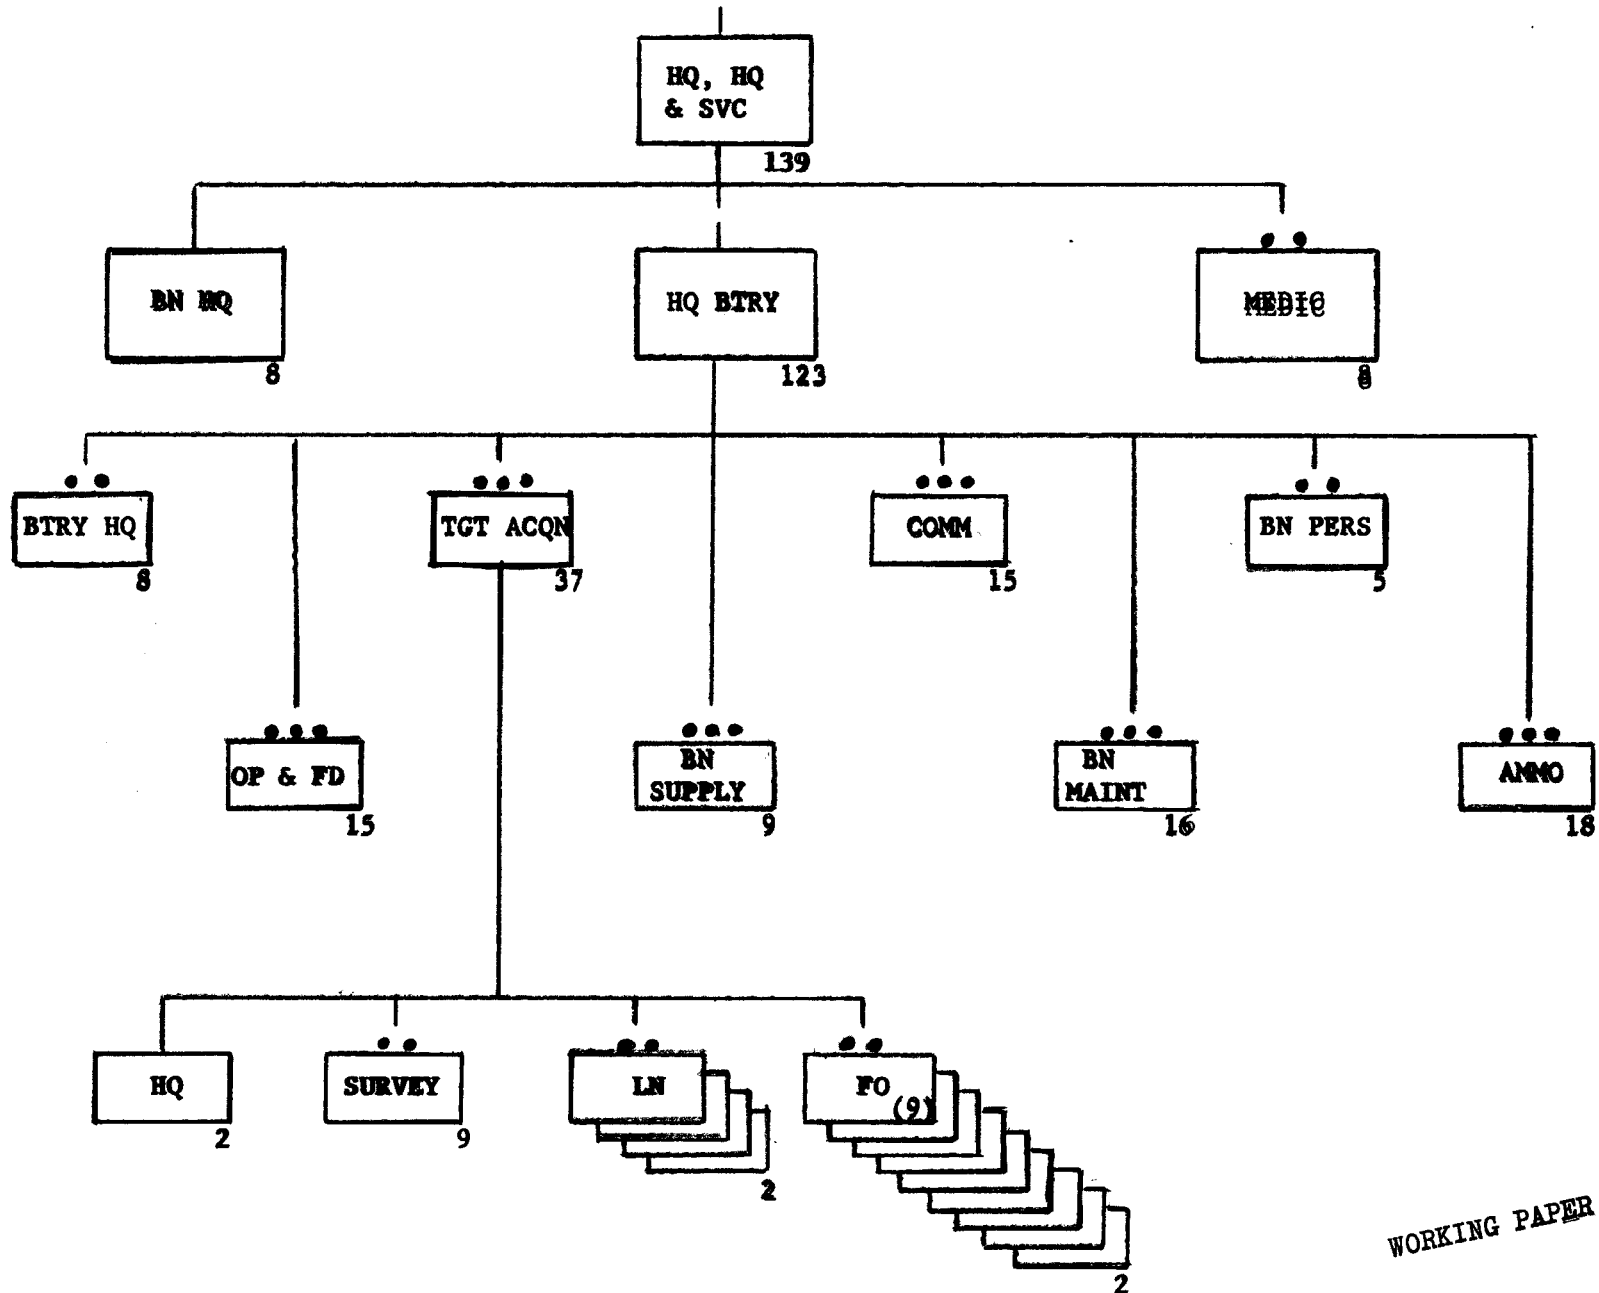 HQ, HQ
& SVC
139
BN HQ
8
HQ BTRY
123
MEDIC
8
BTRY HQ
8
TGT ACQN
37
COMM
15
BN PERS
5
OP & FD
15
BN
SUPPLY
9
BN
MAINT
16
AMMO
18
HQ
2
SURVEY
9
LN
2
FO
(9)
2
WORKING PAPER